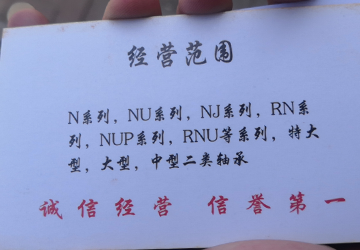 经营范围
N系列，NU系列，NJ系列，RN系
列，NUP系列，RNU等系列，特大
型，大型，中型二类轴承
诚信经营 信誉第一